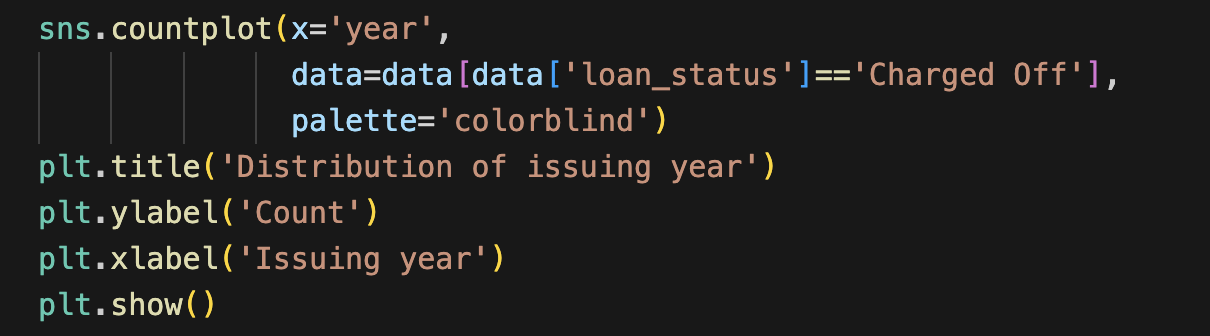 sns.countplot(x='year',
              data=data[data['loan_status']=='Charged Off'],
              palette='colorblind')
plt.title('Distribution of issuing year')
plt.ylabel('Count')
plt.xlabel('Issuing year')
plt.show()